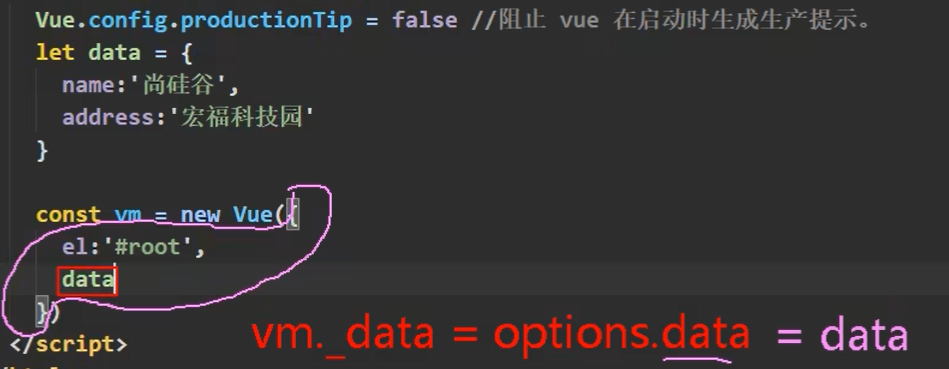 Vue.config.productionTip = false //阻止 vue 在启动时生成生产提示。
let data = {
name:'尚硅谷',
address:'宏福科技园'
}
const vm = new Vue({
el:'#root',
data
})
vm._data = options.data = data
</script>